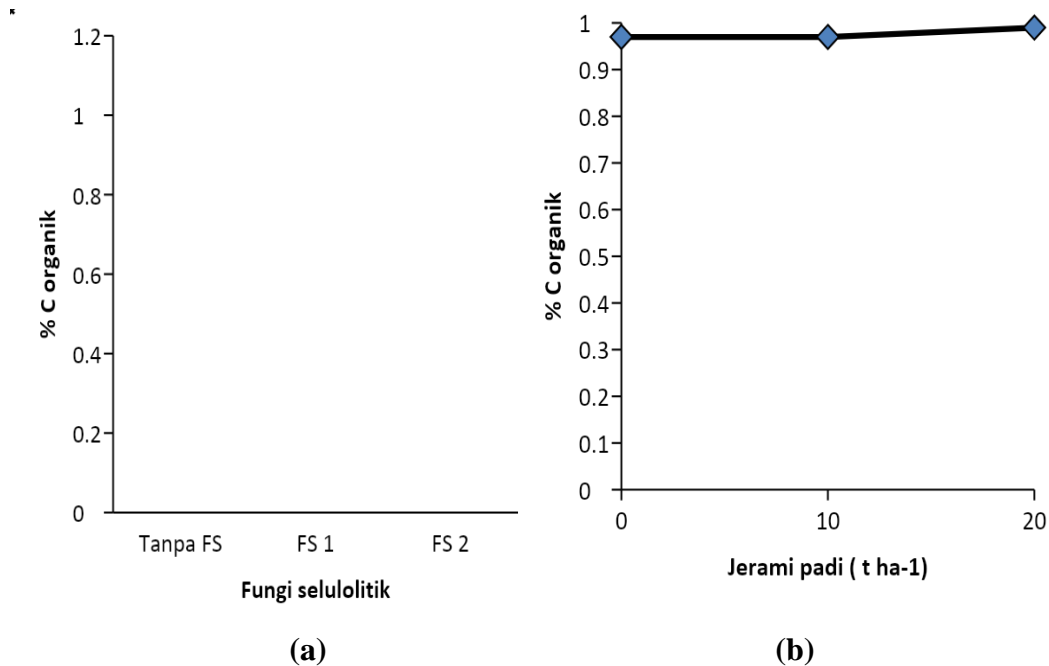 1.2
1
0.8
0.6
0.4
0.2
0
% C organik
Tanpa FS FS 1 FS 2
Fungi selulolitik
(a)
1
0.9
0.8
0.7
0.6
0.5
0.4
0.3
0.2
0.1
0
% C organik
0 10 20
Jerami padi ( t ha-1)
(b)